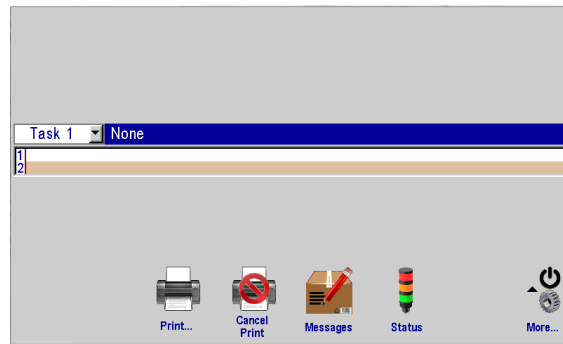 Task 1 None
1
2
Print...
Cancel
Print
Messages
Status
More...